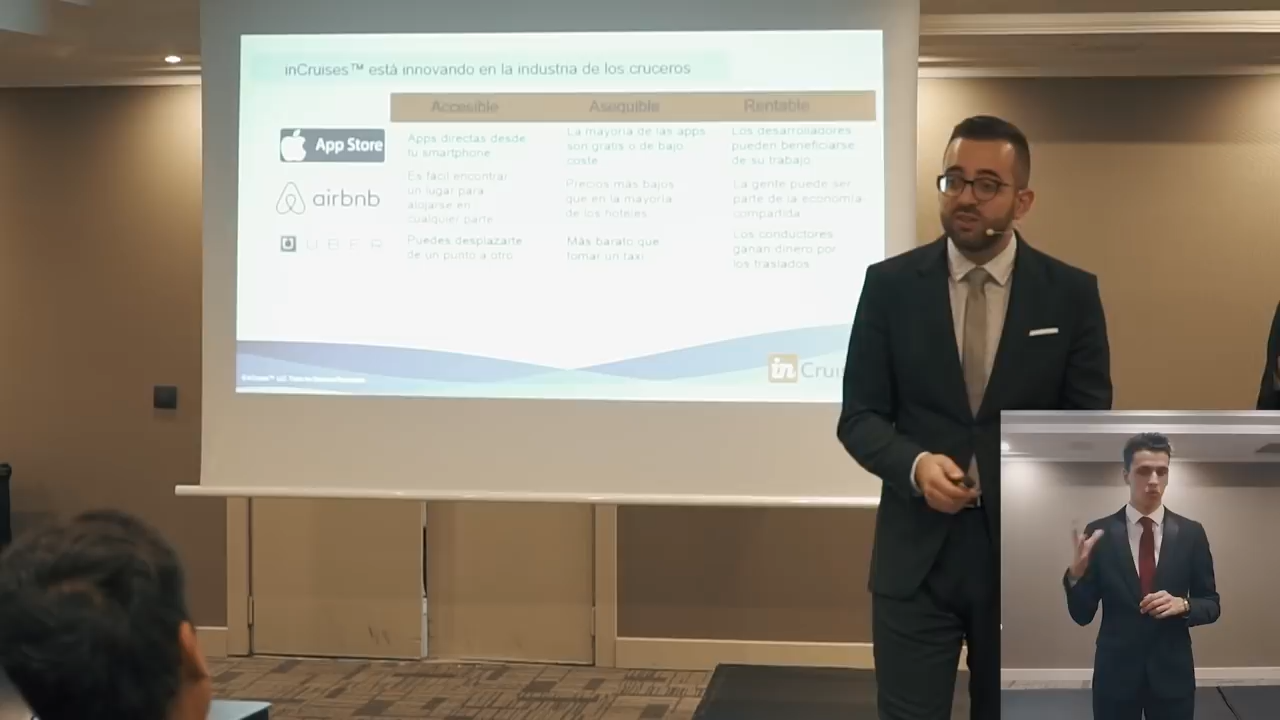 inCruises™ está innovando en la industria de los cruceros
Accesible Asequible Rentable
App Store
Apps directas desde
tu smartphone
La mayoría de las apps
son gratis o de bajo
coste
Los desarrolladores
pueden beneficiarse
de su trabajo
airbnb
Es fácil encontrar
un lugar para
alojarse en
cualquier parte
Precios más bajos
que en la mayoría
de los hoteles
La gente puede ser
parte de la economía
compartida
UBER
Puedes desplazarte
de un punto a otro
Más barato que
tomar un taxi
Los conductores
ganan dinero por
los traslados
in Crui